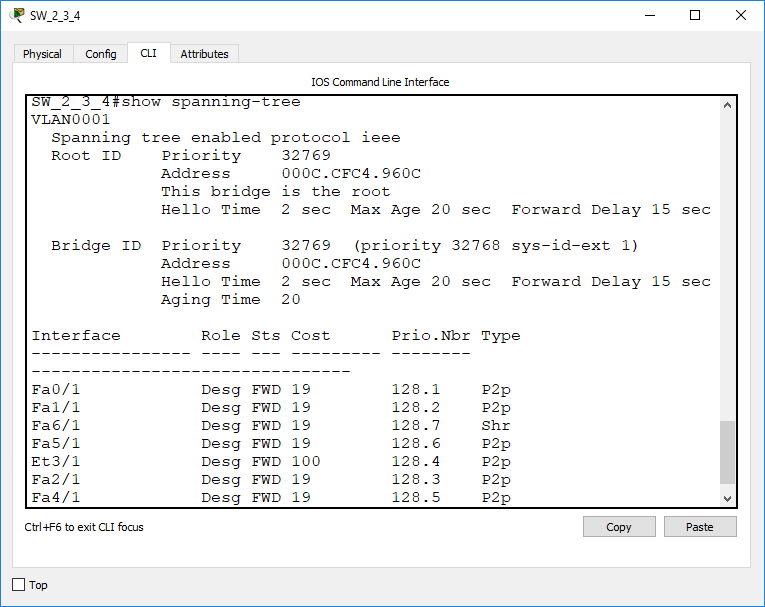 SW_2_3_4
Physical Config CLI Attributes
IOS Command Line Interface
SW_2_3_4#show spanning-tree
VLAN0001
  Spanning tree enabled protocol ieee
  Root ID    Priority    32769
             Address     000C.CFC4.960C
             This bridge is the root
             Hello Time  2 sec  Max Age 20 sec  Forward Delay 15 sec

  Bridge ID  Priority    32769  (priority 32768 sys-id-ext 1)
             Address     000C.CFC4.960C
             Hello Time  2 sec  Max Age 20 sec  Forward Delay 15 sec
             Aging Time  20

Interface        Role Sts Cost      Prio.Nbr Type
---------------- ---- --- --------- --------
--------------------------------
Fa0/1            Desg FWD 19        128.1    P2p
Fa1/1            Desg FWD 19        128.2    P2p
Fa6/1            Desg FWD 19        128.7    Shr
Fa5/1            Desg FWD 19        128.6    P2p
Et3/1            Desg FWD 100       128.4    P2p
Fa2/1            Desg FWD 19        128.3    P2p
Fa4/1            Desg FWD 19        128.5    P2p
Ctrl+F6 to exit CLI focus Copy Paste
Top